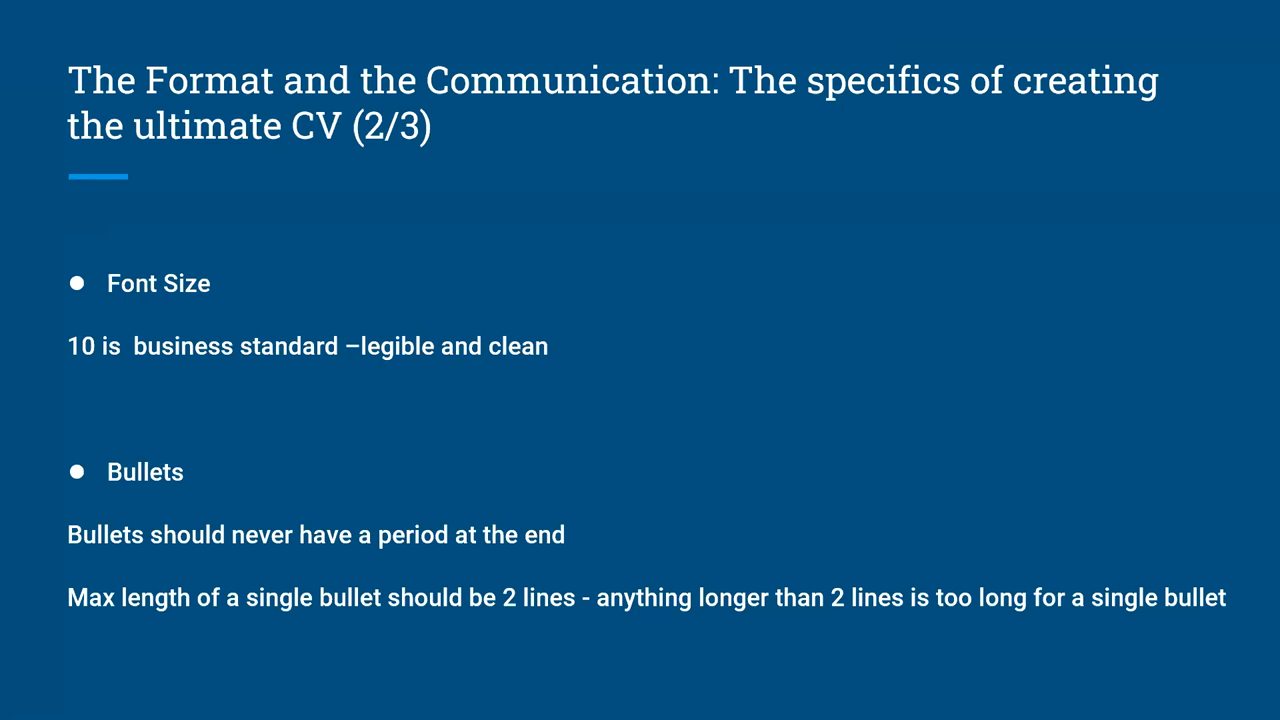 The Format and the Communication: The specifics of creating
the ultimate CV (2/3)
● Font Size
10 is  business standard –legible and clean
● Bullets
Bullets should never have a period at the end
Max length of a single bullet should be 2 lines - anything longer than 2 lines is too long for a single bullet